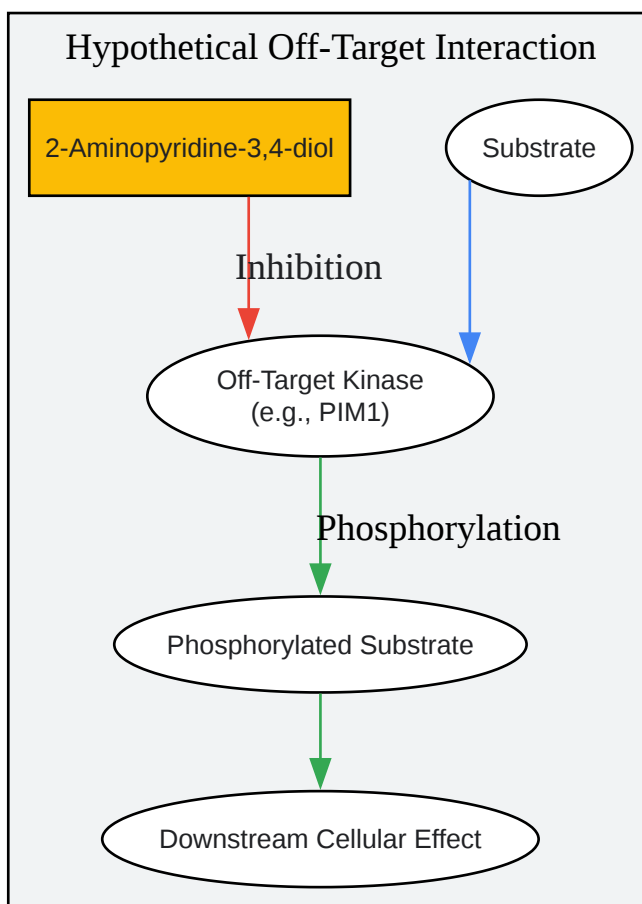 Hypothetical Off-Target Interaction
2-Aminopyridine-3,4-diol
Substrate
Inhibition
Off-Target Kinase
(e.g., PIM1)
Phosphorylation
Phosphorylated Substrate
Downstream Cellular Effect